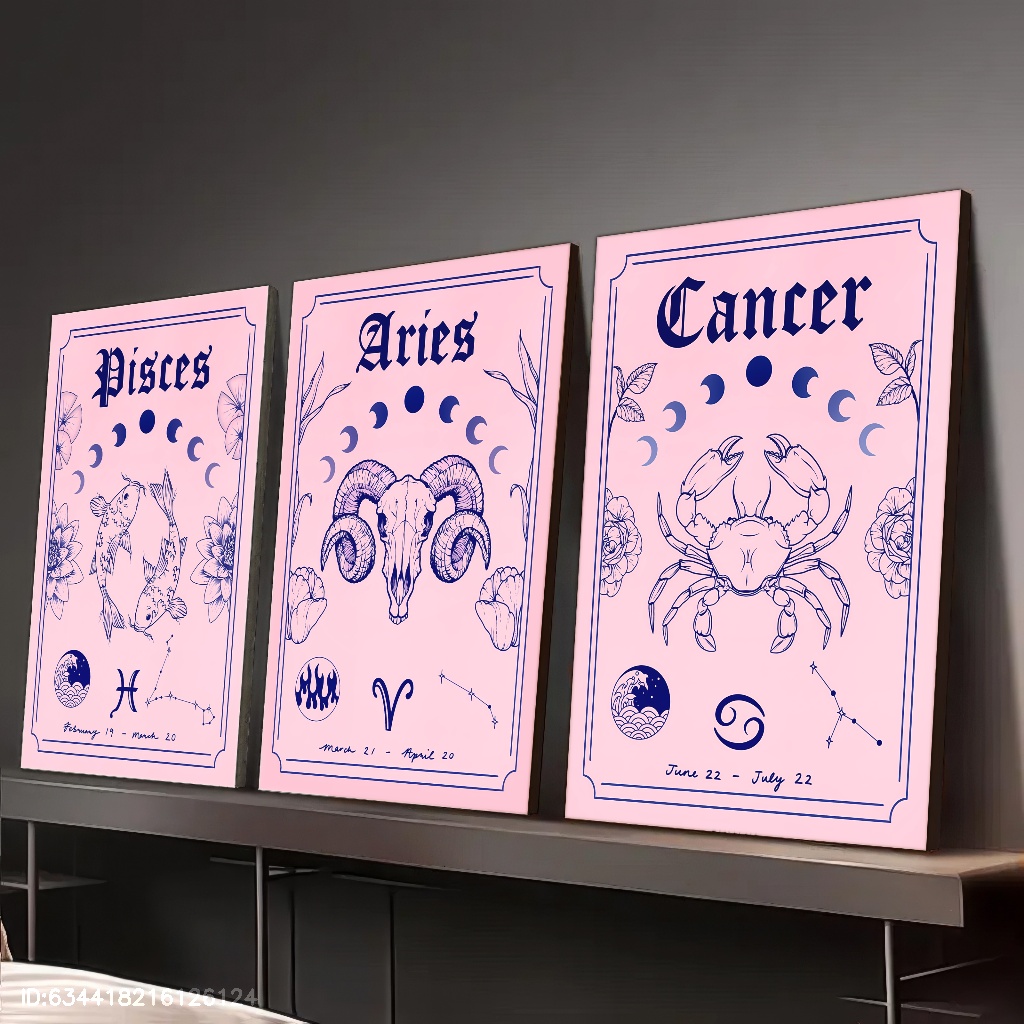 Pisces
February 19 - March 20
Aries
March 21 - April 20
Cancer
June 22 - July 22
ID:634418216126124